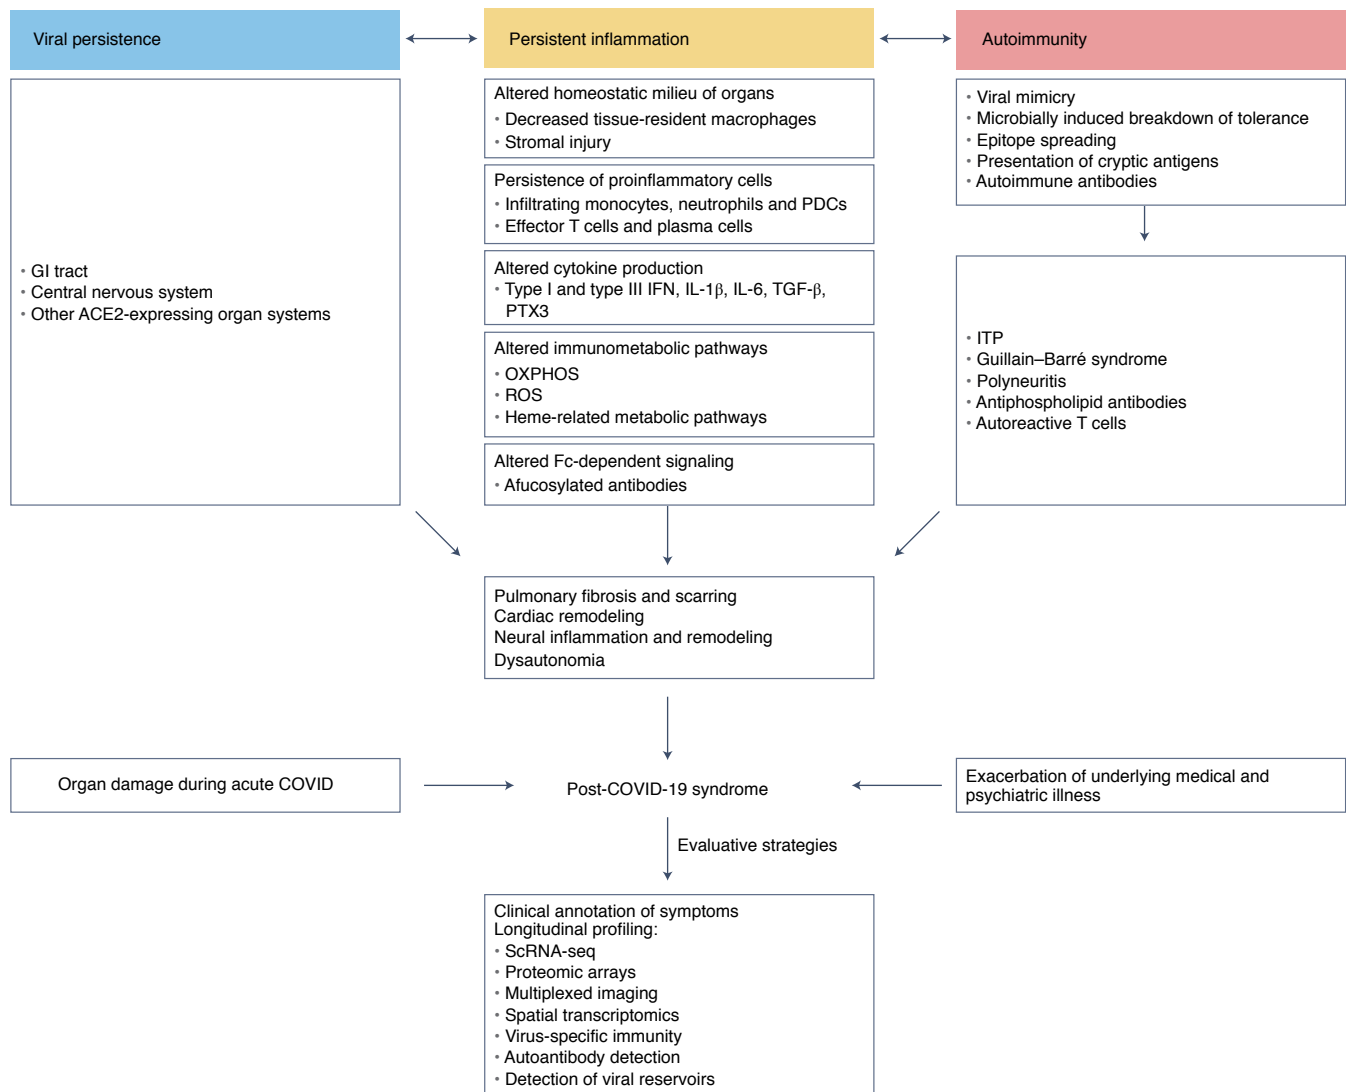 Viral persistence
Persistent inflammation
Autoimmunity
• GI tract
• Central nervous system
• Other ACE2-expressing organ systems
Altered homeostatic milieu of organs
• Decreased tissue-resident macrophages
• Stromal injury
Persistence of proinflammatory cells
• Infiltrating monocytes, neutrophils and PDCs
• Effector T cells and plasma cells
Altered cytokine production
• Type I and type III IFN, IL-1β, IL-6, TGF-β,
PTX3
Altered immunometabolic pathways
• OXPHOS
• ROS
• Heme-related metabolic pathways
Altered Fc-dependent signaling
• Afucosylated antibodies
• Viral mimicry
• Microbially induced breakdown of tolerance
• Epitope spreading
• Presentation of cryptic antigens
• Autoimmune antibodies
• ITP
• Guillain–Barré syndrome
• Polyneuritis
• Antiphospholipid antibodies
• Autoreactive T cells
Pulmonary fibrosis and scarring
Cardiac remodeling
Neural inflammation and remodeling
Dysautonomia
Organ damage during acute COVID
Post-COVID-19 syndrome
Exacerbation of underlying medical and
psychiatric illness
Evaluative strategies
Clinical annotation of symptoms
Longitudinal profiling:
• ScRNA-seq
• Proteomic arrays
• Multiplexed imaging
• Spatial transcriptomics
• Virus-specific immunity
• Autoantibody detection
• Detection of viral reservoirs